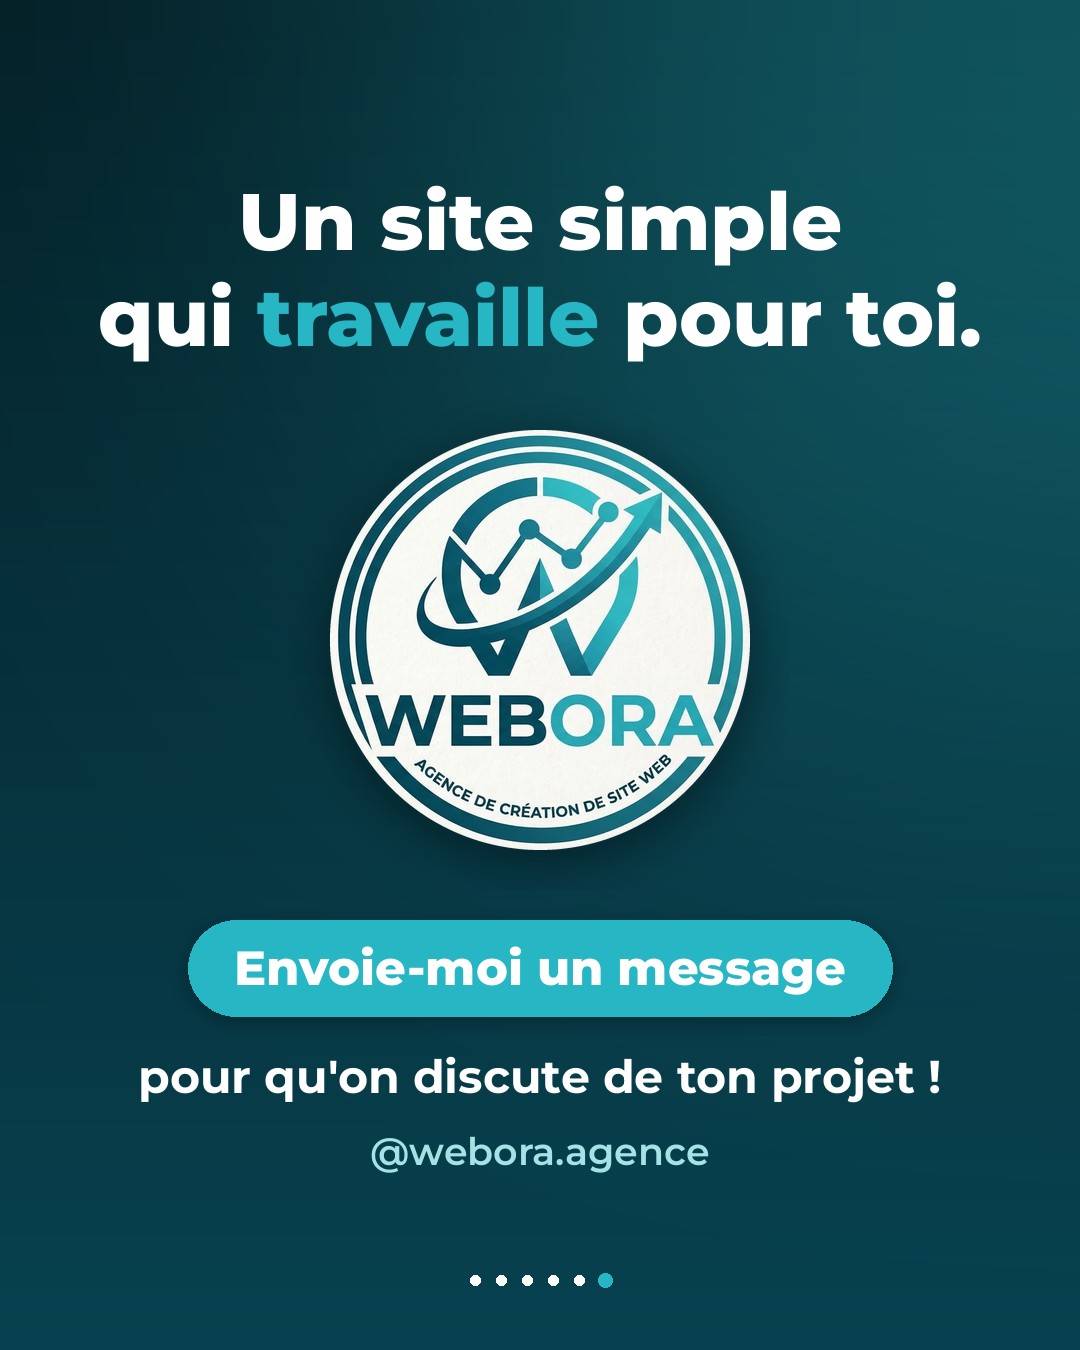 Un site simple
qui travaille pour toi.
WEBORA
AGENCE DE CRÉATION DE SITE WEB
Envoie-moi un message
pour qu'on discute de ton projet !
@webora.agence